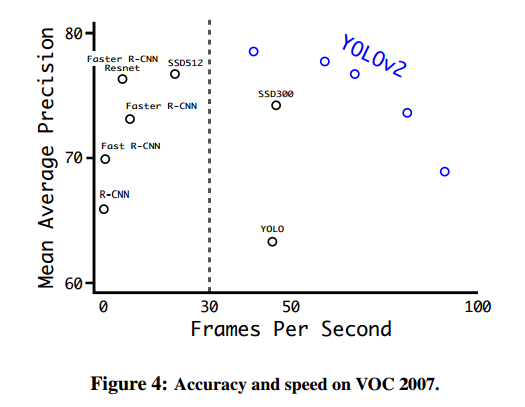 80
Faster R-CNN
Resnet
SSD512
YOLOv2
SSD300
Faster R-CNN
70
Fast R-CNN
R-CNN
YOLO
60
Mean Average Precision
0 30 50 100
Frames Per Second
Figure 4: Accuracy and speed on VOC 2007.